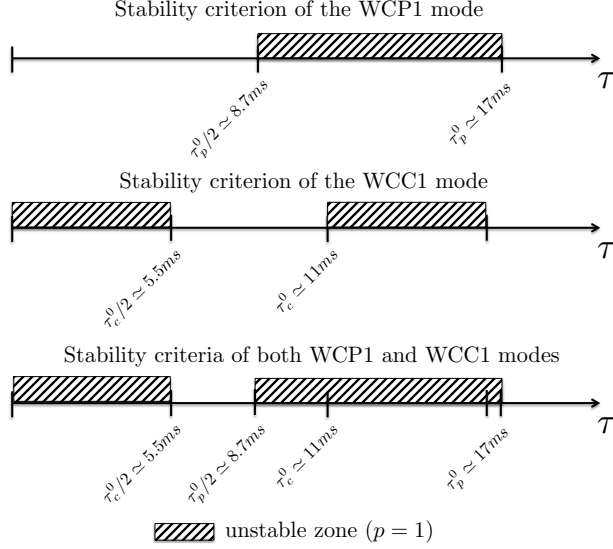 Stability criterion of the WCP1 mode
τ
τ_p^0/2 ≃ 8.7ms
τ_p^0 ≃ 17ms
Stability criterion of the WCC1 mode
τ
τ_c^0/2 ≃ 5.5ms
τ_c^0 ≃ 11ms
Stability criteria of both WCP1 and WCC1 modes
τ
τ_c^0/2 ≃ 5.5ms
τ_p^0/2 ≃ 8.7ms
τ_c^0 ≃ 11ms
τ_p^0 ≃ 17ms
unstable zone (p = 1)